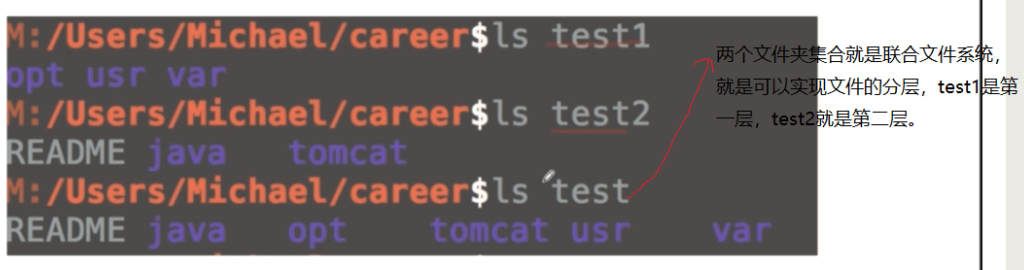 M:/Users/Michael/career$ls test1
opt usr var
M:/Users/Michael/career$ls test2
README java tomcat
M:/Users/Michael/career$ls test
README java opt tomcat usr var
两个文件夹集合就是联合文件系统，
就是可以实现文件的分层，test1是第
一层，test2就是第二层。